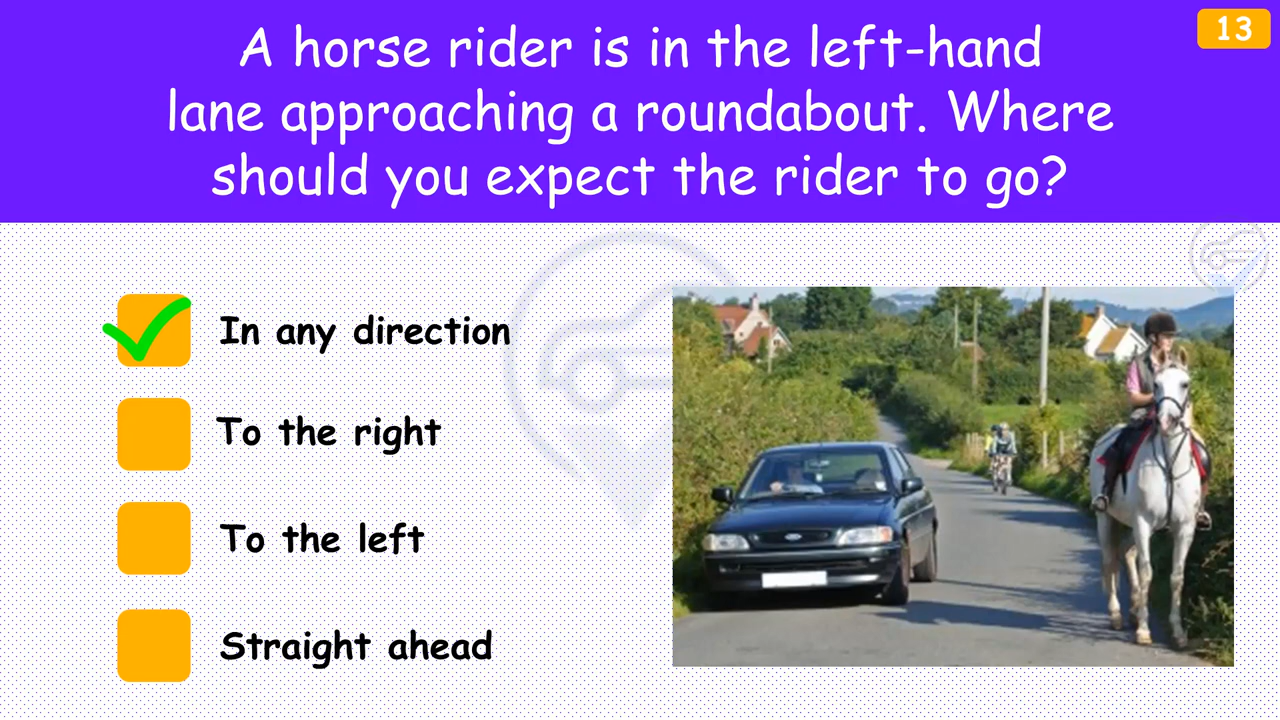 13
A horse rider is in the left-hand
lane approaching a roundabout. Where
should you expect the rider to go?
In any direction
To the right
To the left
Straight ahead